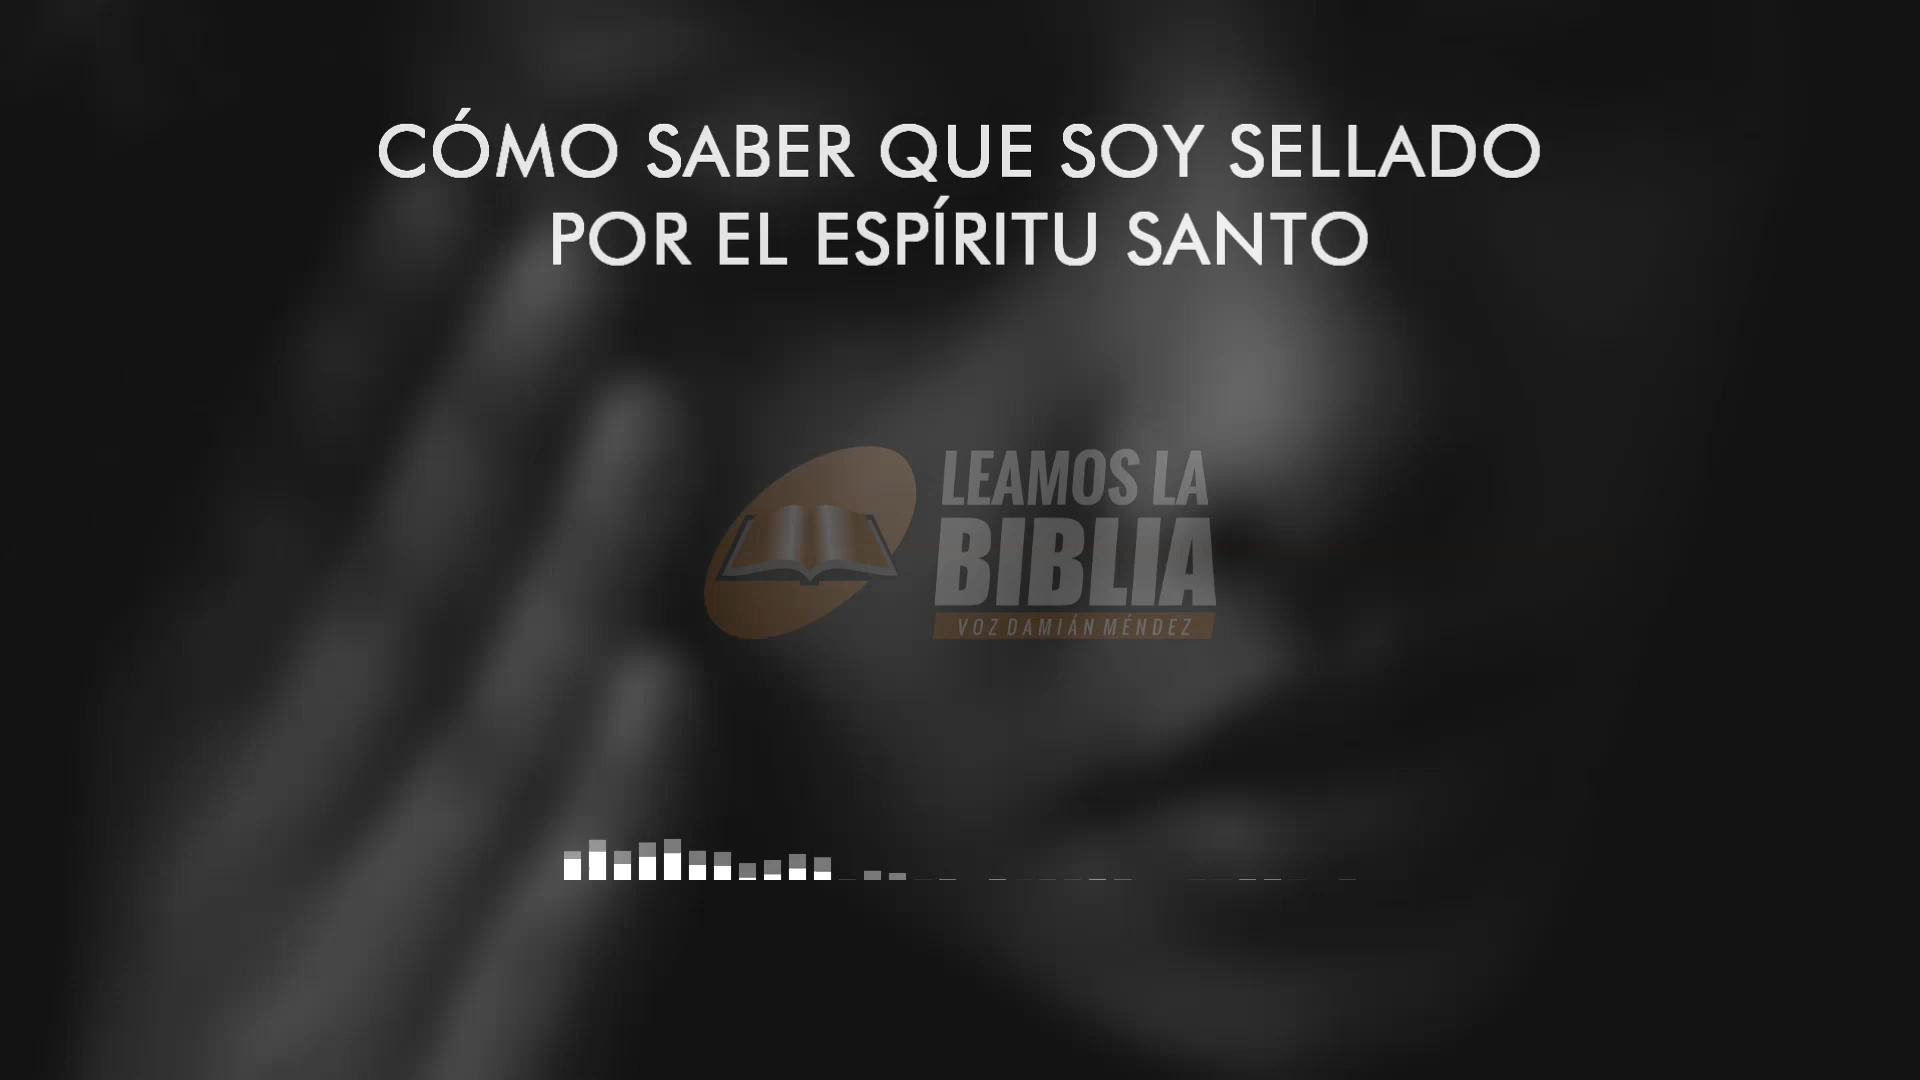 CÓMO SABER QUE SOY SELLADO
POR EL ESPÍRITU SANTO
LEAMOS LA
BIBLIA
VOZ DAMIÁN MÉNDEZ